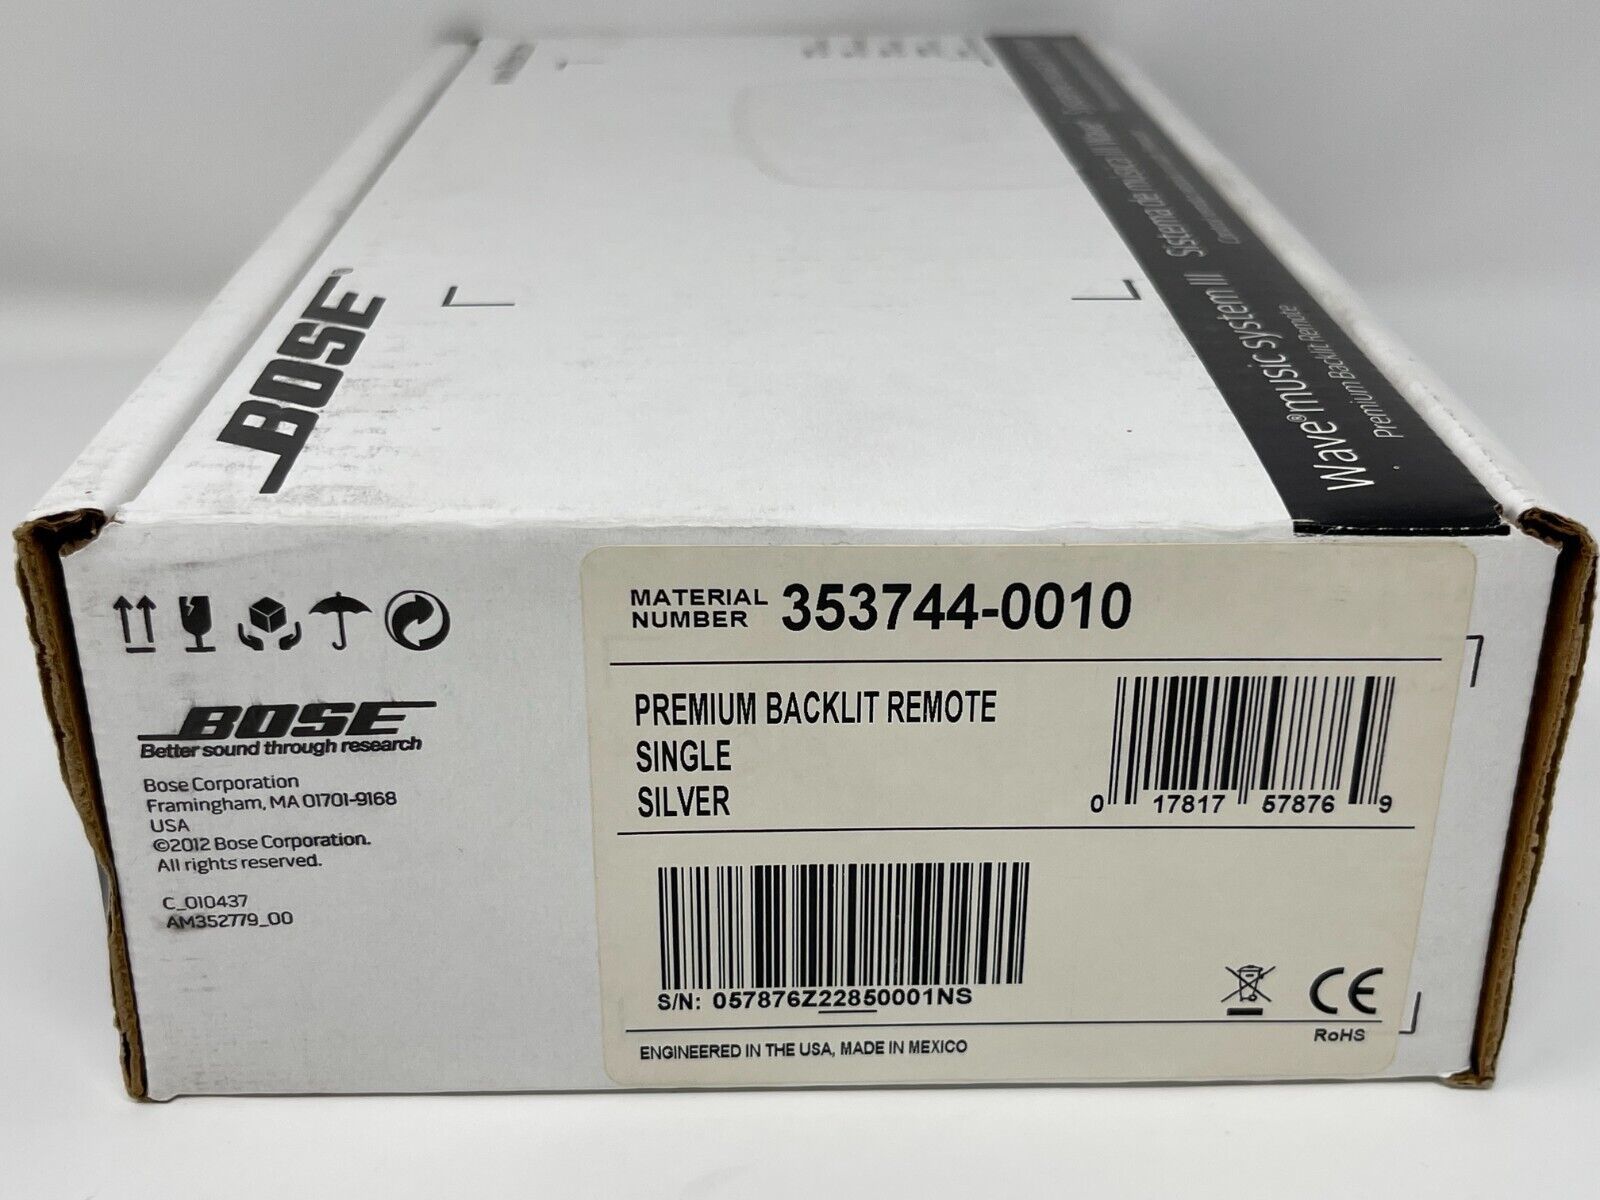 BOSE®
Wave® music system III
Sistema de música III Wave®
Premium Backlit Remote
BOSE
Better sound through research
Bose Corporation
Framingham, MA 01701-9168
USA
©2012 Bose Corporation.
All rights reserved.
C_010437
AM352779_00
MATERIAL NUMBER 353744-0010
PREMIUM BACKLIT REMOTE
SINGLE
SILVER
0 17817 57876 9
S/N: 057876Z22850001NS
CE
RoHS
ENGINEERED IN THE USA, MADE IN MEXICO